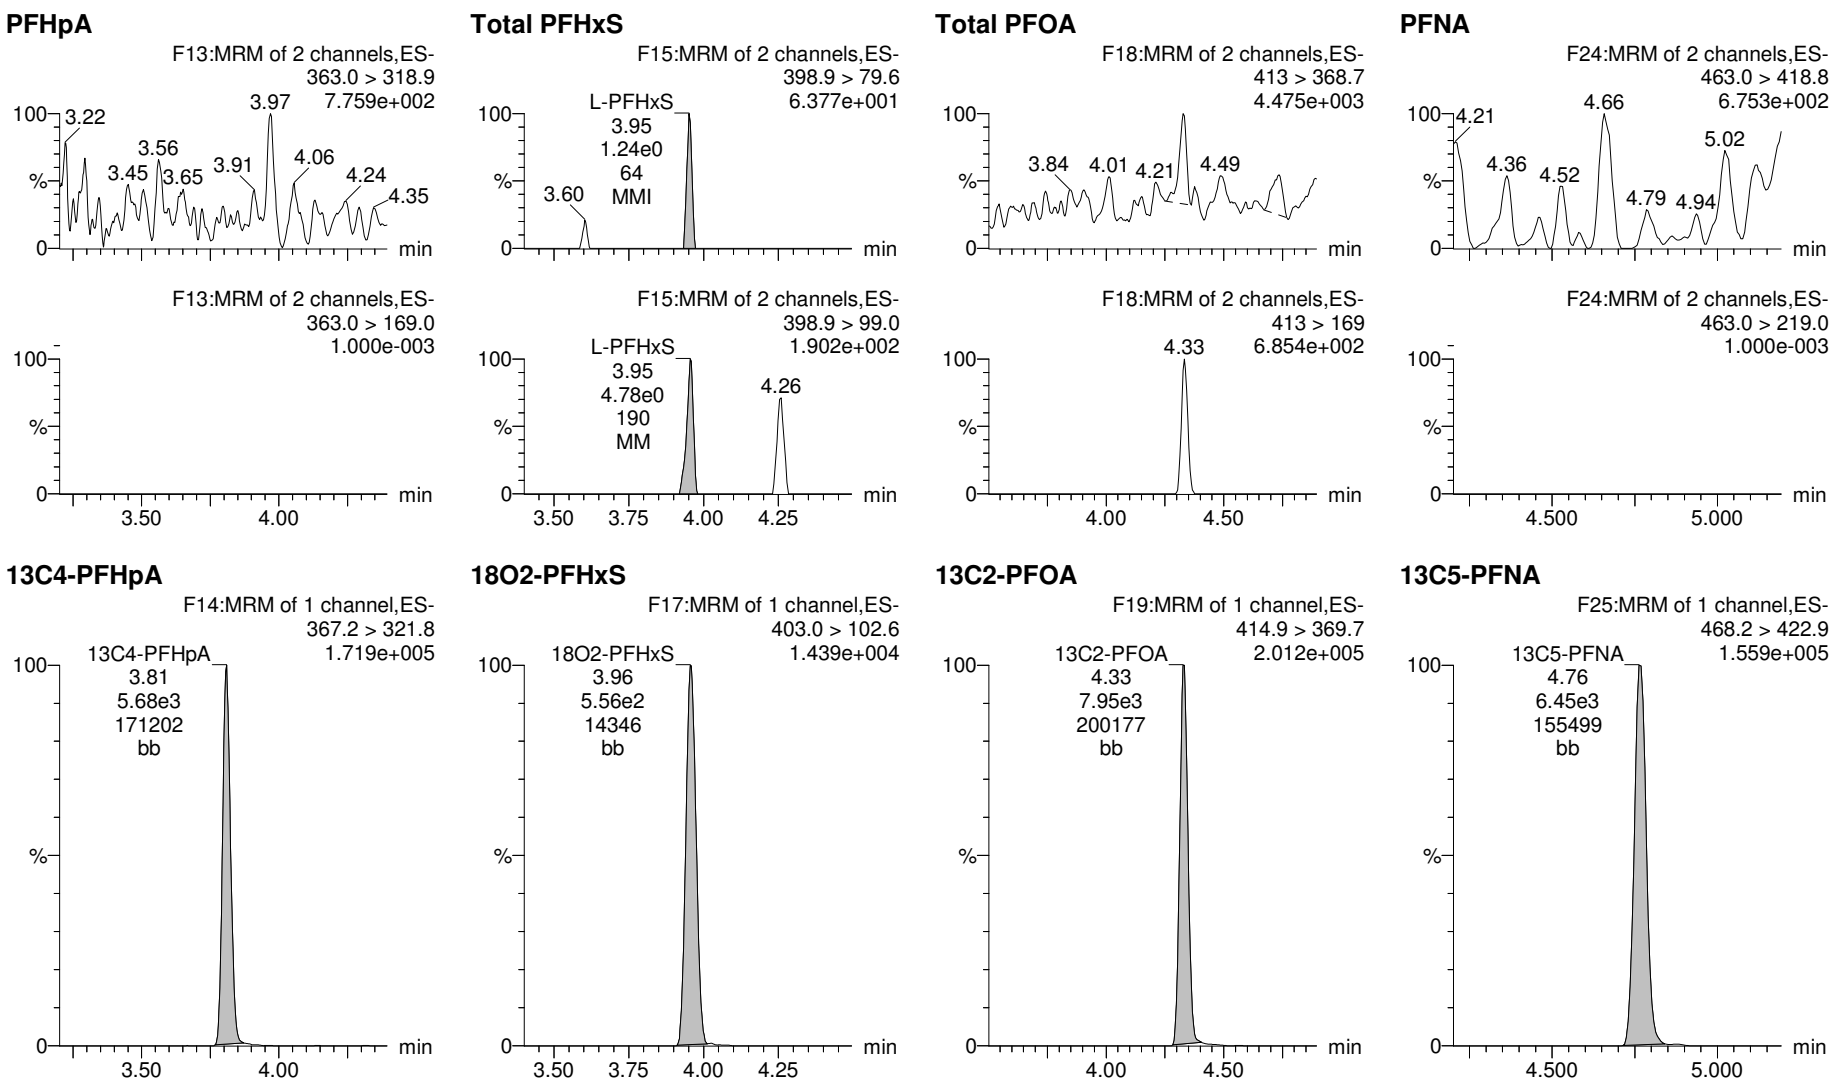 PFHpA
F13:MRM of 2 channels,ES-
363.0 > 318.9
7.759e+002
100
%
0
3.22
3.45
3.56
3.65
3.91
3.97
4.06
4.24
4.35
min
F13:MRM of 2 channels,ES-
363.0 > 169.0
1.000e-003
100
%
0
min
3.50
4.00
Total PFHxS
F15:MRM of 2 channels,ES-
398.9 > 79.6
6.377e+001
L-PFHxS
3.95
1.24e0
64
MMI
3.60
100
%
0
min
F15:MRM of 2 channels,ES-
398.9 > 99.0
1.902e+002
L-PFHxS
3.95
4.78e0
190
MM
4.26
100
%
0
min
3.50
3.75
4.00
4.25
Total PFOA
F18:MRM of 2 channels,ES-
413 > 368.7
4.475e+003
100
%
0
3.84
4.01
4.21
4.49
min
F18:MRM of 2 channels,ES-
413 > 169
6.854e+002
4.33
100
%
0
min
4.00
4.50
PFNA
F24:MRM of 2 channels,ES-
463.0 > 418.8
6.753e+002
100
%
0
4.21
4.36
4.52
4.66
4.79
4.94
5.02
min
F24:MRM of 2 channels,ES-
463.0 > 219.0
1.000e-003
100
%
0
min
4.500
5.000
13C4-PFHpA
F14:MRM of 1 channel,ES-
367.2 > 321.8
1.719e+005
13C4-PFHpA
3.81
5.68e3
171202
bb
100
%
0
min
3.50
4.00
18O2-PFHxS
F17:MRM of 1 channel,ES-
403.0 > 102.6
1.439e+004
18O2-PFHxS
3.96
5.56e2
14346
bb
100
%
0
min
3.50
3.75
4.00
4.25
13C2-PFOA
F19:MRM of 1 channel,ES-
414.9 > 369.7
2.012e+005
13C2-PFOA
4.33
7.95e3
200177
bb
100
%
0
min
4.00
4.50
13C5-PFNA
F25:MRM of 1 channel,ES-
468.2 > 422.9
1.559e+005
13C5-PFNA
4.76
6.45e3
155499
bb
100
%
0
min
4.500
5.000